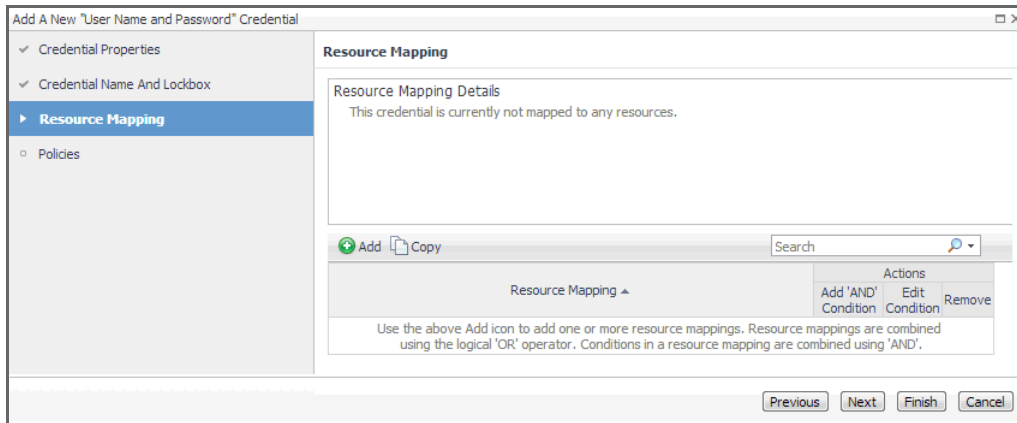 Add A New "User Name and Password" Credential
Credential Properties
Credential Name And Lockbox
Resource Mapping
Policies
Resource Mapping
Resource Mapping Details
This credential is currently not mapped to any resources.
Add Copy Search
Resource Mapping
Actions
Add 'AND' Condition
Edit Condition
Remove
Use the above Add icon to add one or more resource mappings. Resource mappings are combined
using the logical 'OR' operator. Conditions in a resource mapping are combined using 'AND'.
Previous Next Finish Cancel